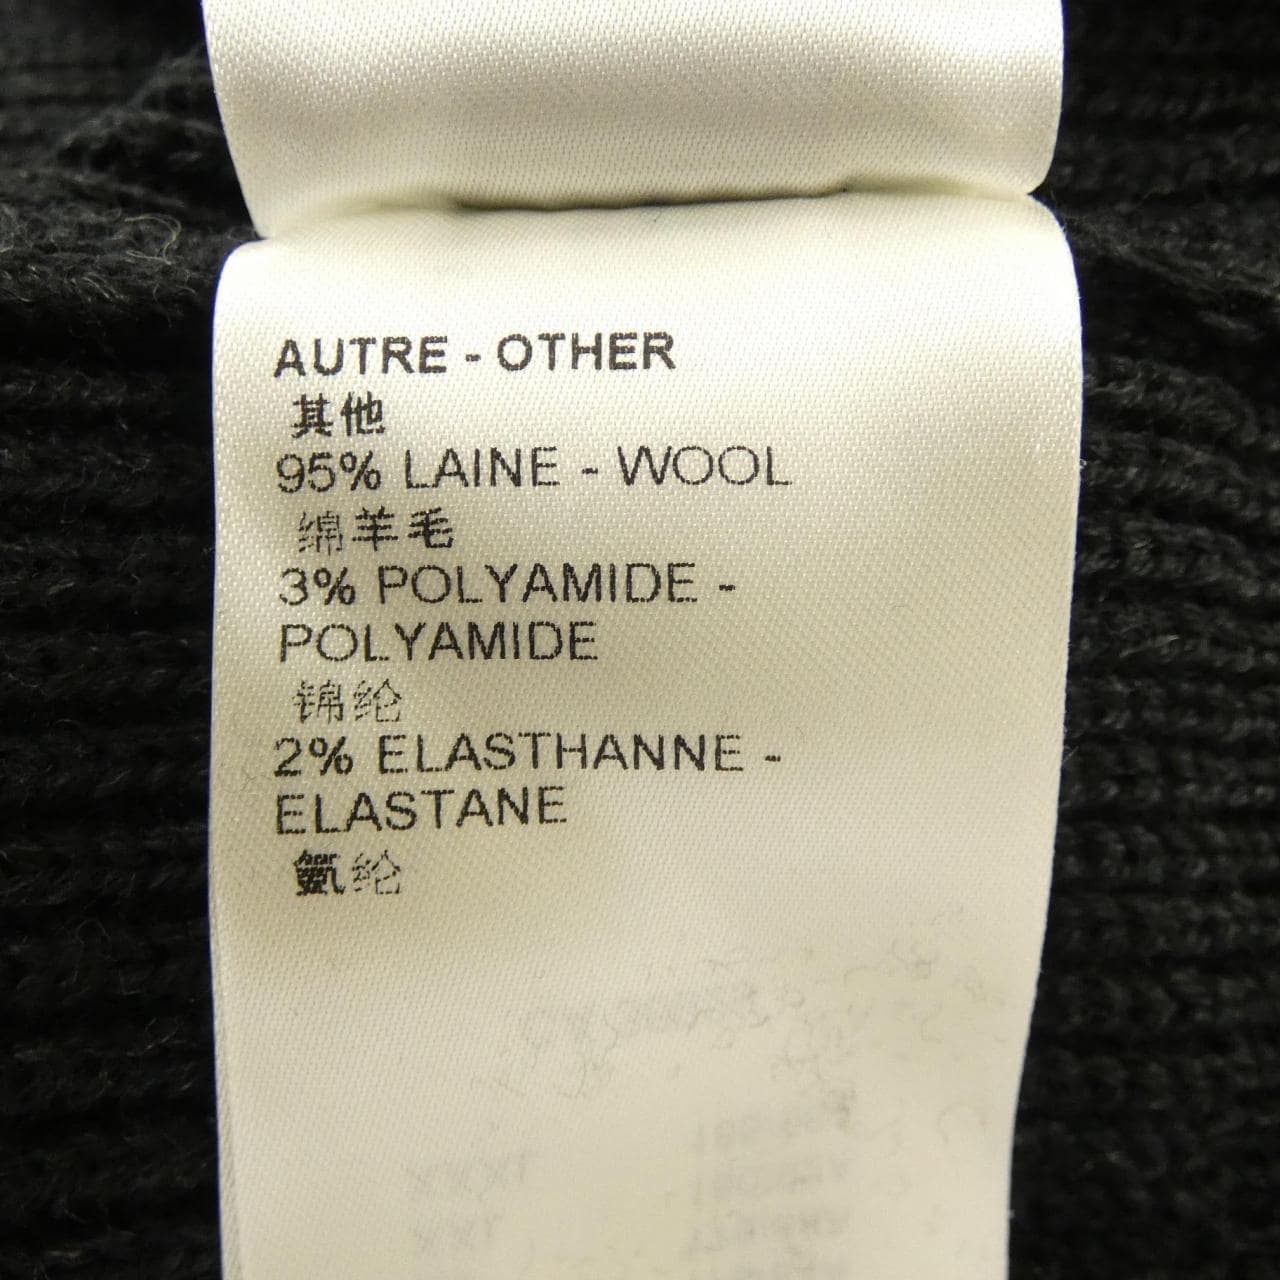 AUTRE - OTHER
其他
95% LAINE - WOOL
绵羊毛
3% POLYAMIDE -
POLYAMIDE
锦纶
2% ELASTHANNE -
ELASTANE
氨纶